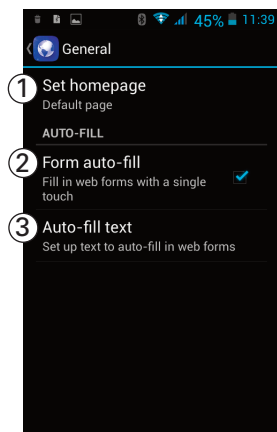 45% 11:39
General
1 Set homepage
Default page
AUTO-FILL
2 Form auto-fill
Fill in web forms with a single
touch
3 Auto-fill text
Set up text to auto-fill in web forms